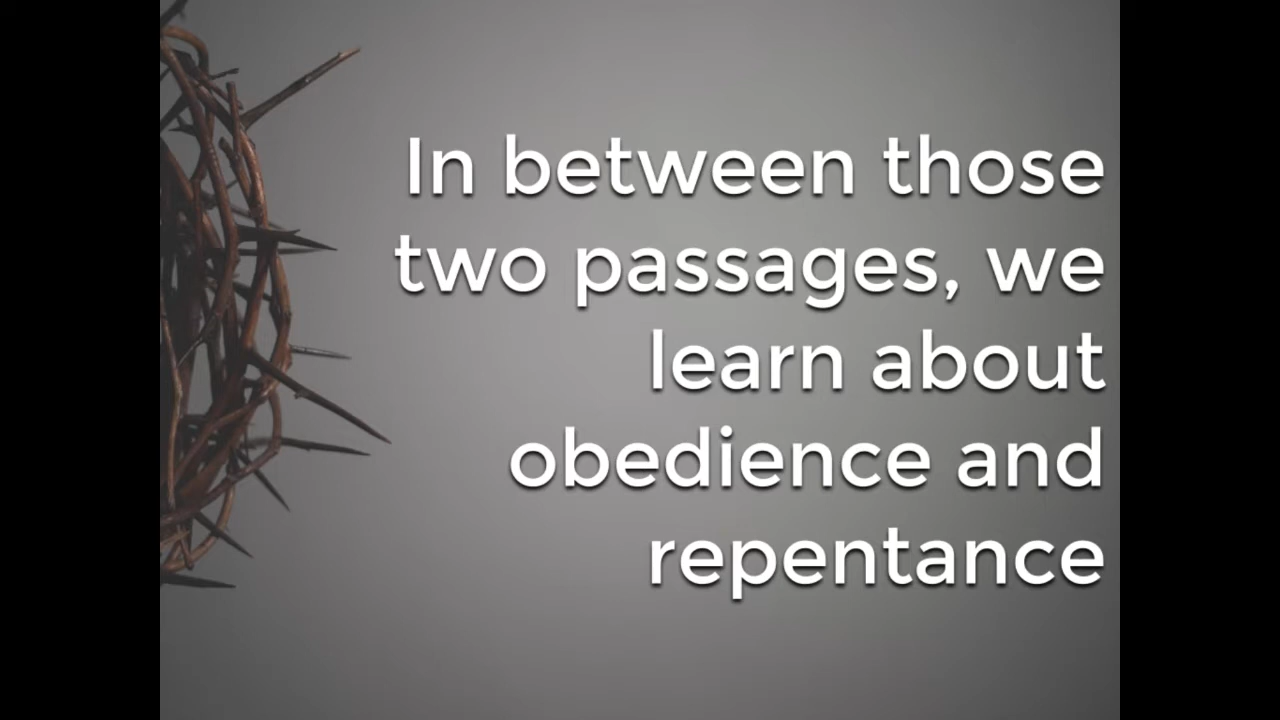 In between those
two passages, we
learn about
obedience and
repentance